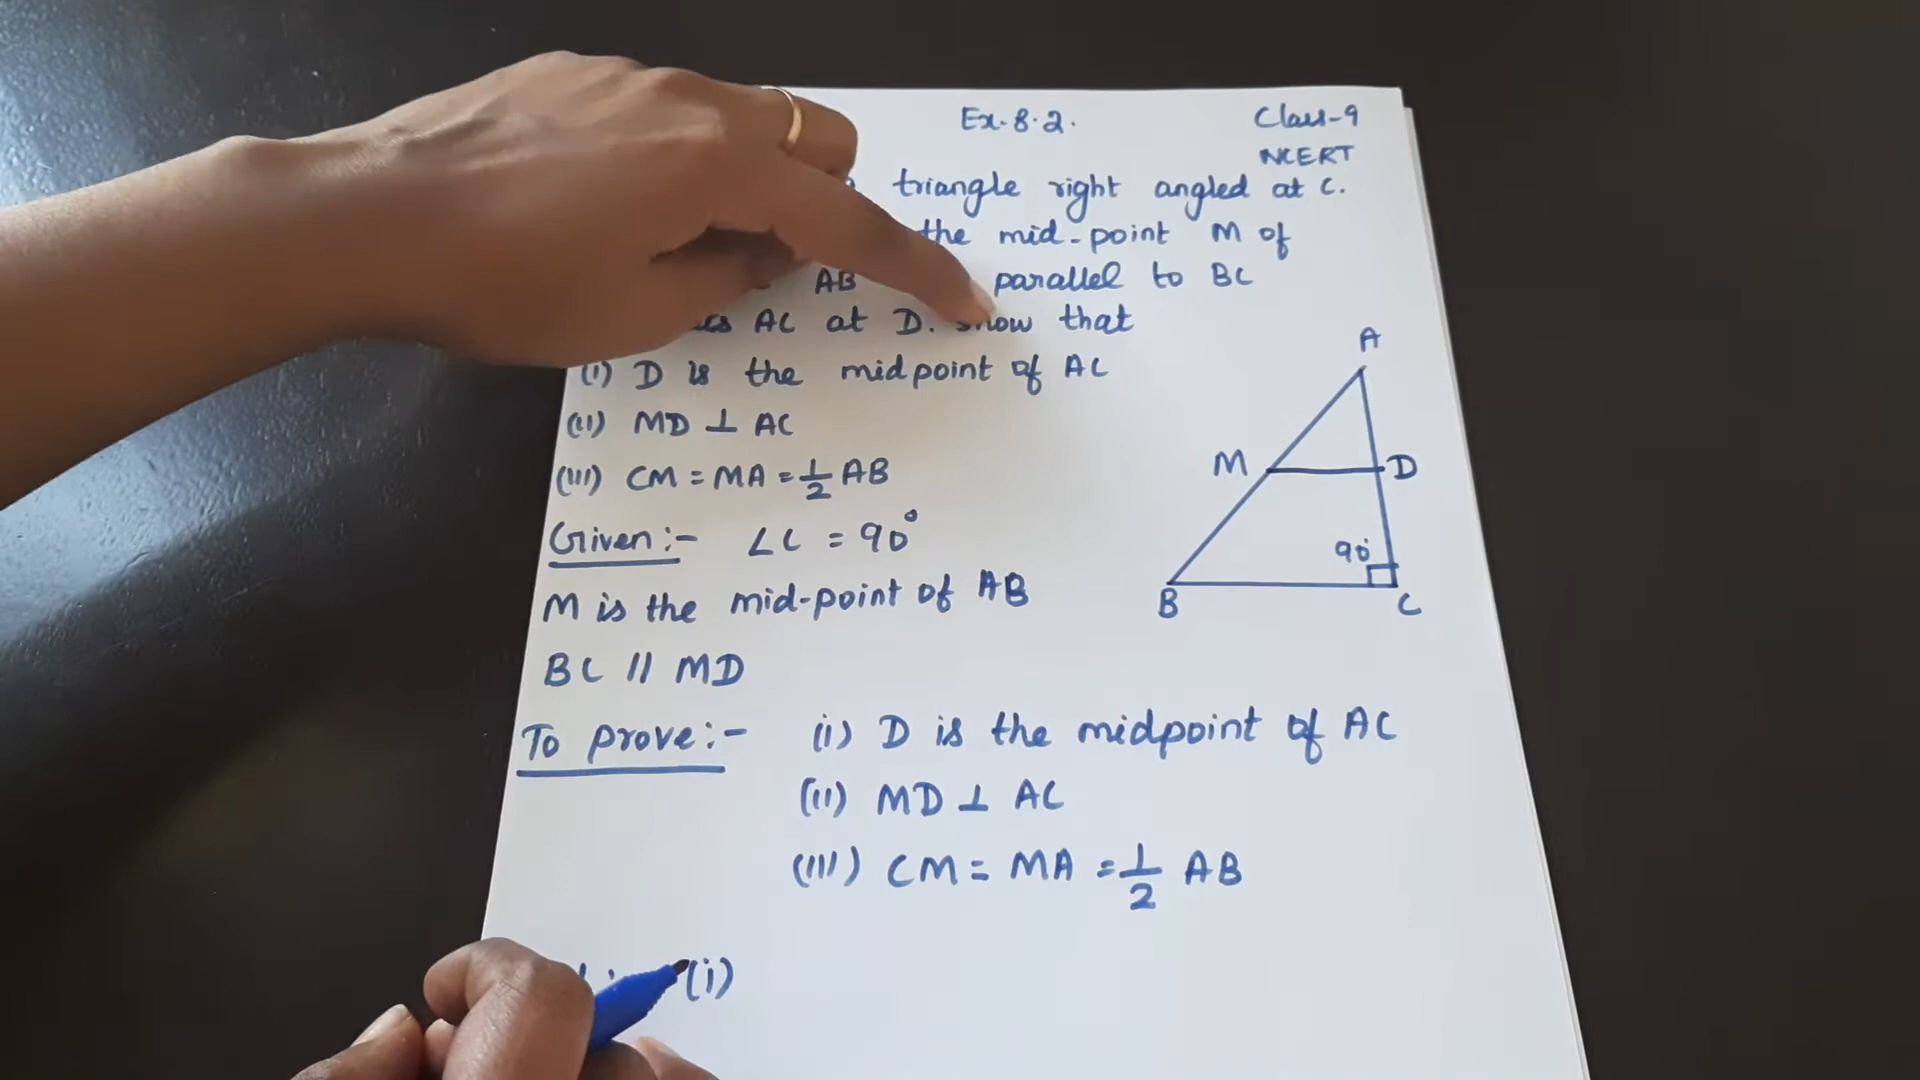 Ex. 8.2.
Class-9
NCERT
triangle right angled at C.
the mid-point M of
AB parallel to BC
AC at D. Show that
(i) D is the midpoint of AC
(ii) MD ⊥ AC
(iii) CM = MA = 1/2 AB
Given:- ∠C = 90°
M is the mid-point of AB
BC // MD
A
M
D
90°
B
C
To prove:- (i) D is the midpoint of AC
(ii) MD ⊥ AC
(iii) CM = MA = 1/2 AB
(i)